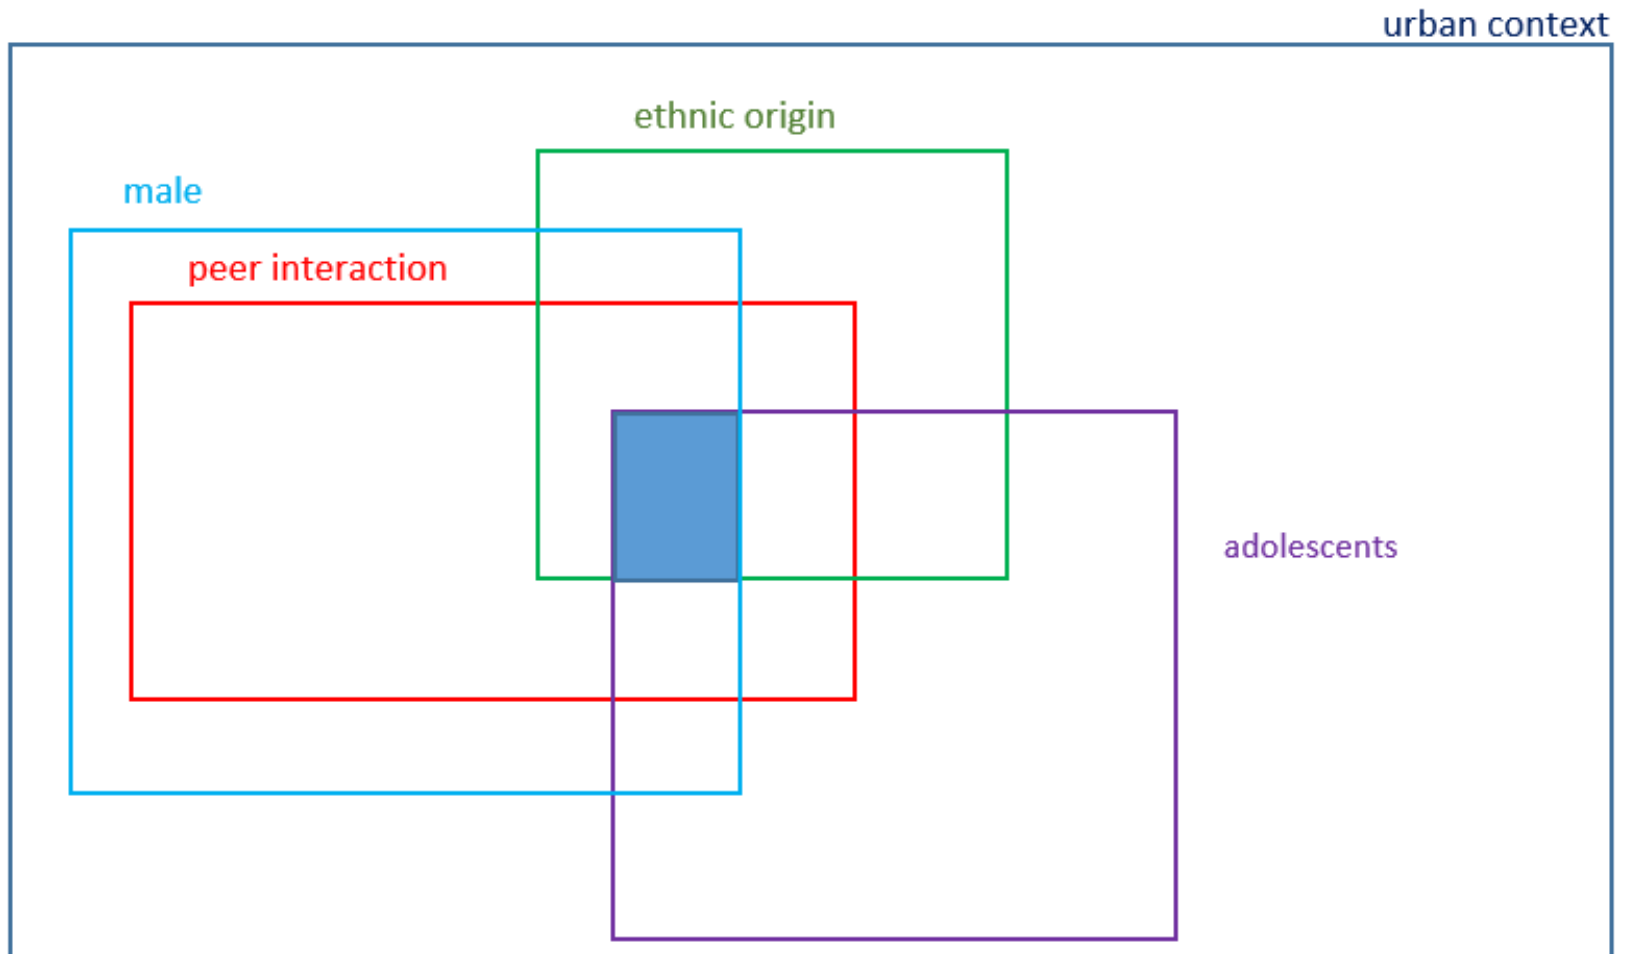 urban context
ethnic origin
male
peer interaction
adolescents